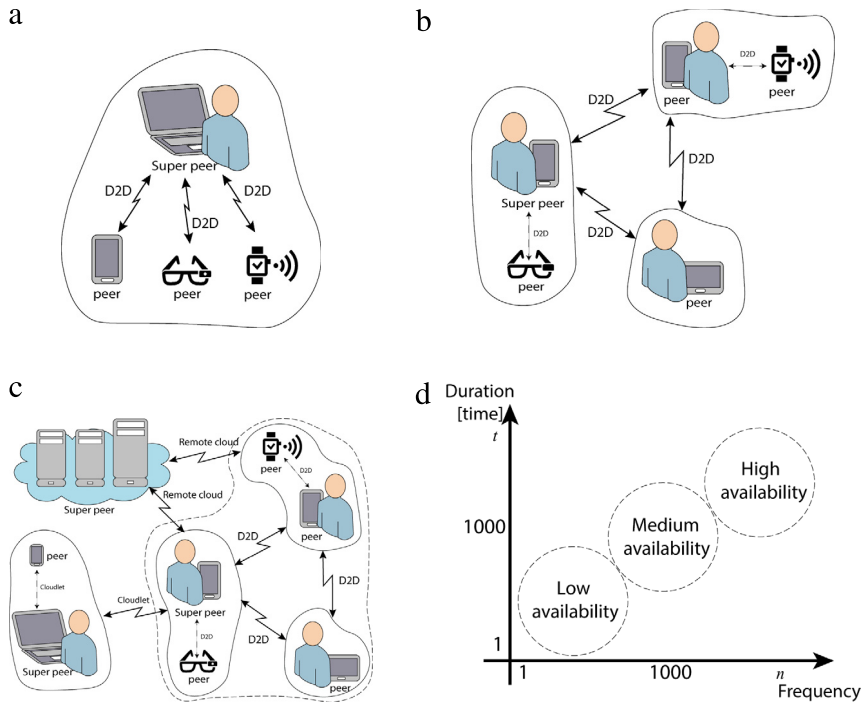 a
Super peer
D2D
D2D
D2D
peer
peer
peer
b
D2D
peer
peer
D2D
D2D
Super peer
D2D
D2D
peer
c
Remote cloud
peer
Super peer
Remote cloud
D2D
peer
D2D
peer
Cloudlet
Cloudlet
Super peer
D2D
D2D
D2D
Super peer
peer
peer
d
Duration
[time]
t
High
availability
1000
Medium
availability
Low
availability
1
1
1000
n
Frequency